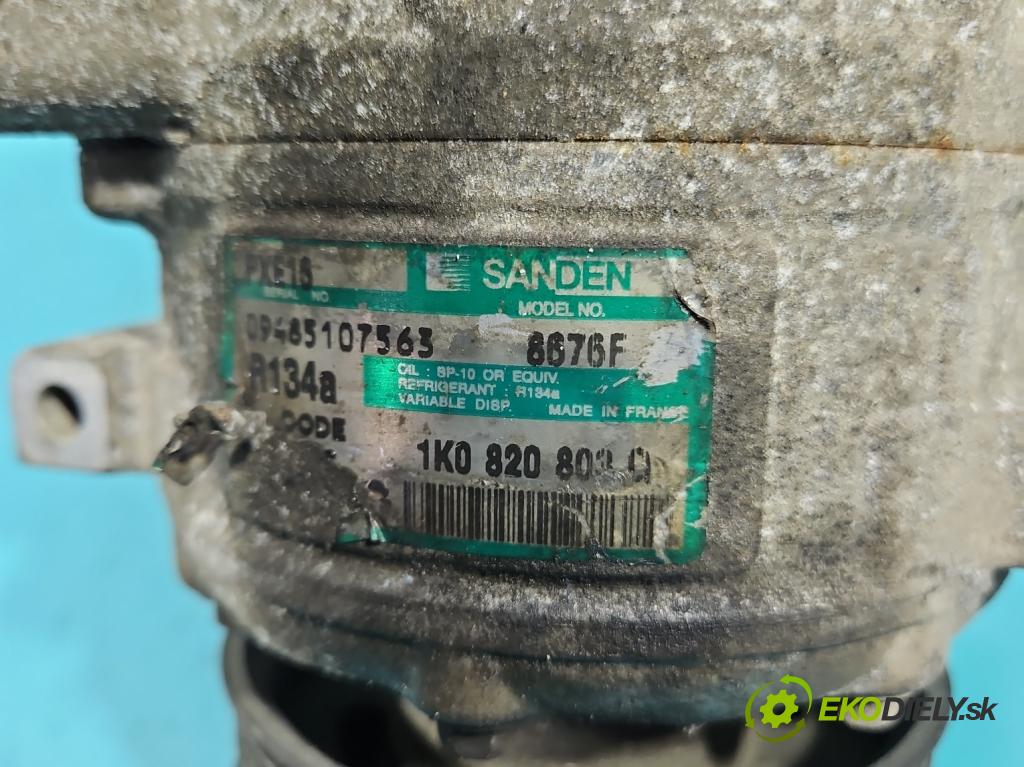 PXE16
SANDEN
SERIAL NO
MODEL NO.
09485107563
8676F
R134a
OIL : SP-10 OR EQUIV.
REFRIGERANT : R134a
VARIABLE DISP. MADE IN FRANCE
CODE
1K0 820 803
EKODIELY.sk